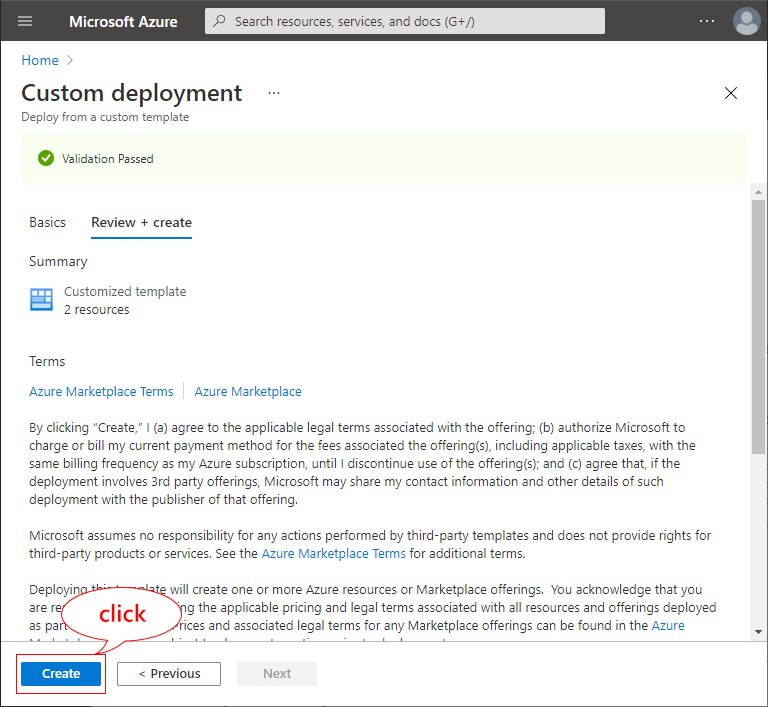 Microsoft Azure
Search resources, services, and docs (G+/)
Home
Custom deployment
Deploy from a custom template
Validation Passed
Basics
Review + create
Summary
Customized template
2 resources
Terms
Azure Marketplace Terms
Azure Marketplace
By clicking “Create,” I (a) agree to the applicable legal terms associated with the offering; (b) authorize Microsoft to
charge or bill my current payment method for the fees associated the offering(s), including applicable taxes, with the
same billing frequency as my Azure subscription, until I discontinue use of the offering(s); and (c) agree that, if the
deployment involves 3rd party offerings, Microsoft may share my contact information and other details of such
deployment with the publisher of that offering.
Microsoft assumes no responsibility for any actions performed by third-party templates and does not provide rights for
third-party products or services. See the Azure Marketplace Terms for additional terms.
Deploying this template will create one or more Azure resources or Marketplace offerings. You acknowledge that you
are re ing the applicable pricing and legal terms associated with all resources and offerings deployed
as part Prices and associated legal terms for any Marketplace offerings can be found in the Azure
click
Create
< Previous
Next